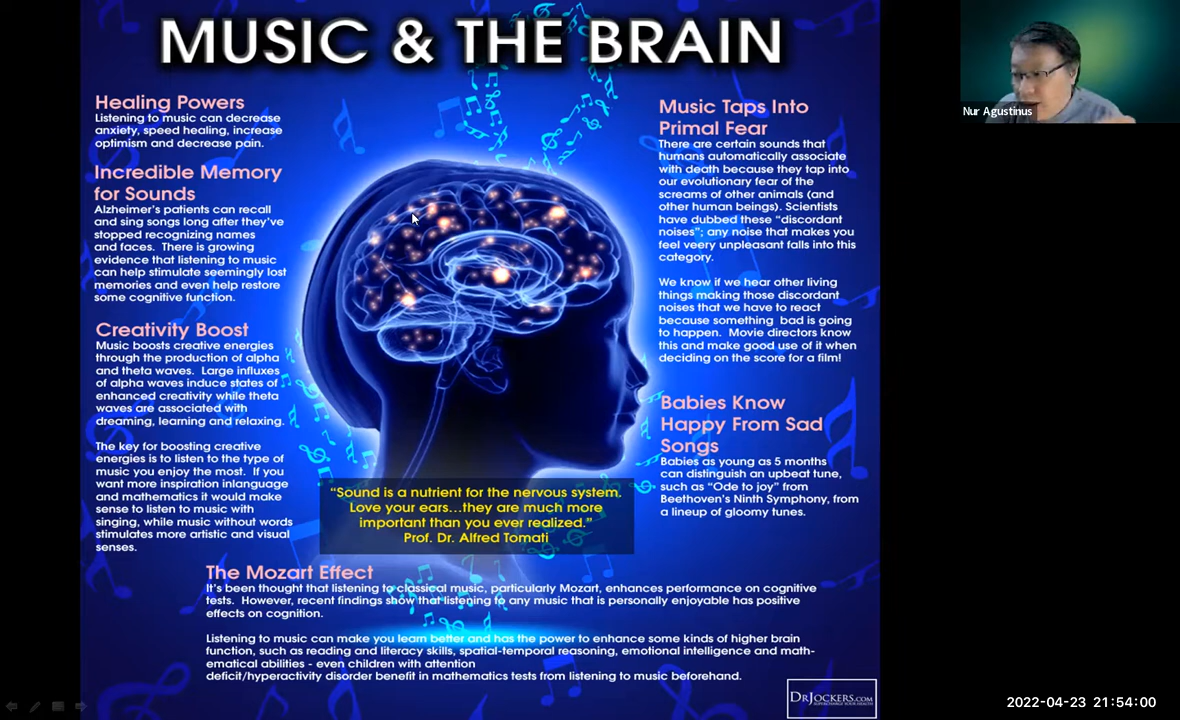 MUSIC & THE BRAIN
Healing Powers
Listening to music can decrease
anxiety, speed healing, increase
optimism and decrease pain.
Incredible Memory
for Sounds
Alzheimer's patients can recall
and sing songs long after they've
stopped recognizing names
and faces. There is growing
evidence that listening to music
can help stimulate seemingly lost
memories and even help restore
some cognitive function.
Creativity Boost
Music boosts creative energies
through the production of alpha
and theta waves. Large influxes
of alpha waves induce states of
enhanced creativity while theta
waves are associated with
dreaming, learning and relaxing.
The key for boosting creative
energies is to listen to the type of
music you enjoy the most. If you
want more inspiration inlanguage
and mathematics it would make
sense to listen to music with
singing, while music without words
stimulates more artistic and visual
senses.
"Sound is a nutrient for the nervous system.
Love your ears...they are much more
important than you ever realized."
Prof. Dr. Alfred Tomati
Music Taps Into
Primal Fear
There are certain sounds that
humans automatically associate
with death because they tap into
our evolutionary fear of the
screams of other animals (and
other human beings). Scientists
have dubbed these "discordant
noises"; any noise that makes you
feel veery unpleasant falls into this
category.
We know if we hear other living
things making those discordant
noises that we have to react
because something bad is going
to happen. Movie directors know
this and make good use of it when
deciding on the score for a film!
Babies Know
Happy From Sad
Songs
Babies as young as 5 months
can distinguish an upbeat tune,
such as "Ode to joy" from
Beethoven's Ninth Symphony, from
a lineup of gloomy tunes.
The Mozart Effect
It's been thought that listening to classical music, particularly Mozart, enhances performance on cognitive
tests. However, recent findings show that listening to any music that is personally enjoyable has positive
effects on cognition.
Listening to music can make you learn better and has the power to enhance some kinds of higher brain
function, such as reading and literacy skills, spatial-temporal reasoning, emotional intelligence and math-
ematical abilities - even children with attention
deficit/hyperactivity disorder benefit in mathematics tests from listening to music beforehand.
DRJOCKERS.COM
SUPERCHARGE YOUR HEALTH
Nur Agustinus
2022-04-23 21:54:00